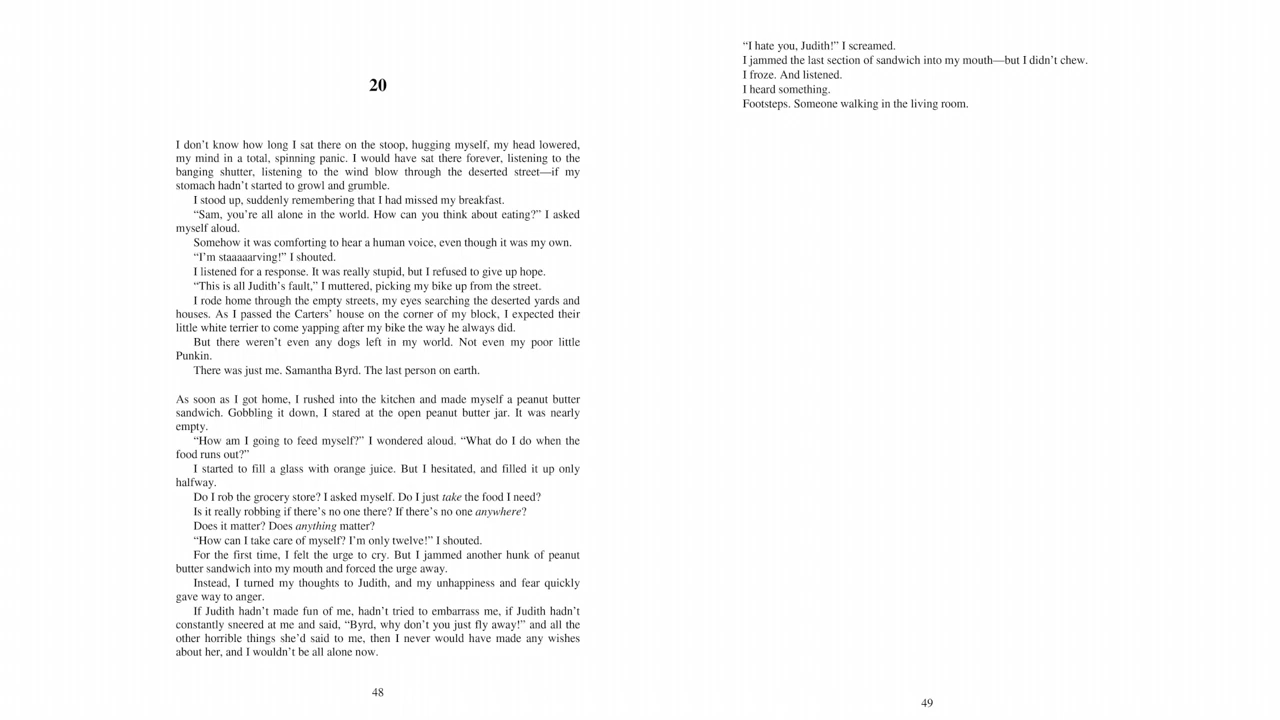 20
I don't know how long I sat there on the stoop, hugging myself, my head lowered,
my mind in a total, spinning panic. I would have sat there forever, listening to the
banging shutter, listening to the wind blow through the deserted street—if my
stomach hadn't started to growl and grumble.
I stood up, suddenly remembering that I had missed my breakfast.
“Sam, you're all alone in the world. How can you think about eating?” I asked
myself aloud.
Somehow it was comforting to hear a human voice, even though it was my own.
“I'm staaaaarving!” I shouted.
I listened for a response. It was really stupid, but I refused to give up hope.
“This is all Judith's fault,” I muttered, picking my bike up from the street.
I rode home through the empty streets, my eyes searching the deserted yards and
houses. As I passed the Carters' house on the corner of my block, I expected their
little white terrier to come yapping after my bike the way he always did.
But there weren't even any dogs left in my world. Not even my poor little
Punkin.
There was just me. Samantha Byrd. The last person on earth.
As soon as I got home, I rushed into the kitchen and made myself a peanut butter
sandwich. Gobbling it down, I stared at the open peanut butter jar. It was nearly
empty.
“How am I going to feed myself?” I wondered aloud. “What do I do when the
food runs out?”
I started to fill a glass with orange juice. But I hesitated, and filled it up only
halfway.
Do I rob the grocery store? I asked myself. Do I just take the food I need?
Is it really robbing if there's no one there? If there's no one anywhere?
Does it matter? Does anything matter?
“How can I take care of myself? I'm only twelve!” I shouted.
For the first time, I felt the urge to cry. But I jammed another hunk of peanut
butter sandwich into my mouth and forced the urge away.
Instead, I turned my thoughts to Judith, and my unhappiness and fear quickly
gave way to anger.
If Judith hadn't made fun of me, hadn't tried to embarrass me, if Judith hadn't
constantly sneered at me and said, “Byrd, why don't you just fly away!” and all the
other horrible things she'd said to me, then I never would have made any wishes
about her, and I wouldn't be all alone now.
48
“I hate you, Judith!” I screamed.
I jammed the last section of sandwich into my mouth—but I didn't chew.
I froze. And listened.
I heard something.
Footsteps. Someone walking in the living room.
49